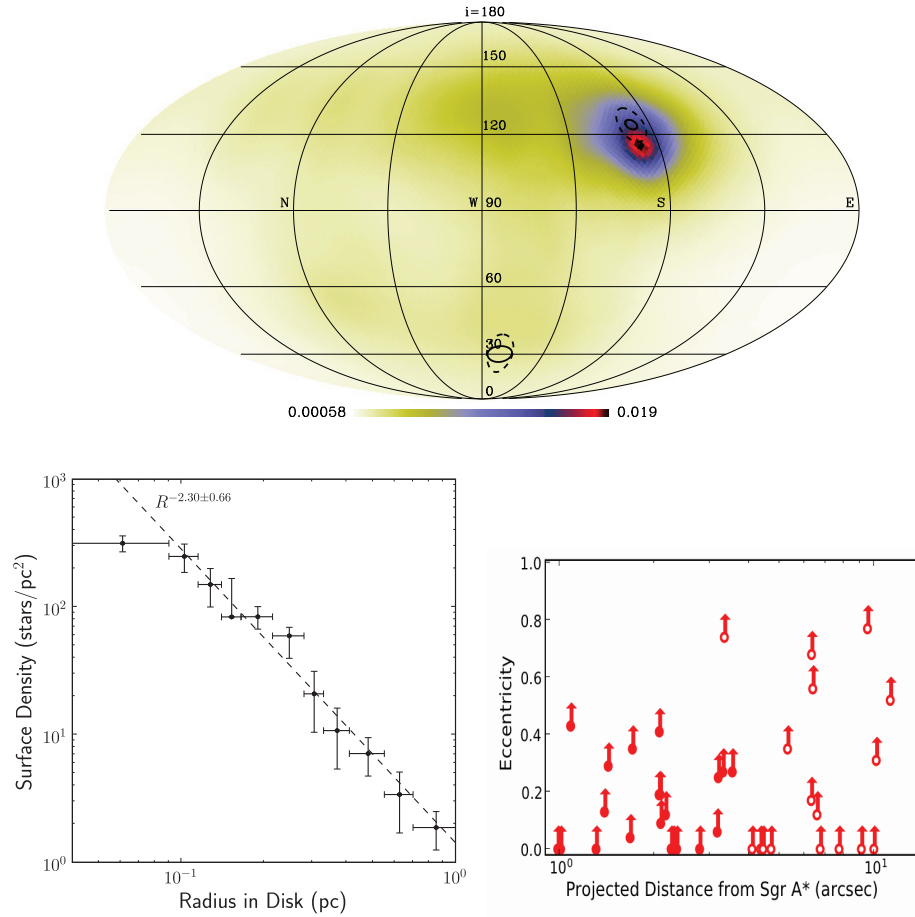 i=180
150
120
N
W
90
S
E
60
30
0
0.00058
0.019
10³
10²
10¹
10⁰
10⁻¹
10⁰
R^{−2.30±0.66}
Surface Density (stars/pc²)
Radius in Disk (pc)
1.0
0.8
0.6
0.4
0.2
0.0
10⁰
10¹
Eccentricity
Projected Distance from Sgr A* (arcsec)